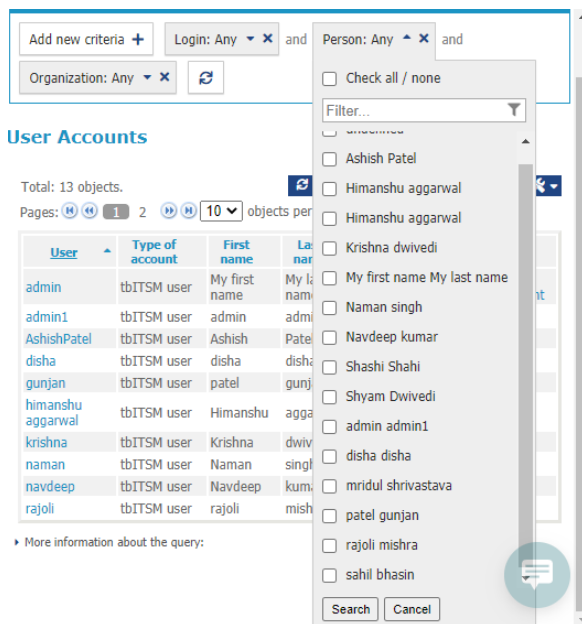 Add new criteria +
Login: Any
and
Person: Any
and
Organization: Any
Check all / none
Filter...
undefined
Ashish Patel
Himanshu aggarwal
Himanshu aggarwal
Krishna dwivedi
My first name My last name
Naman singh
Navdeep kumar
Shashi Shahi
Shyam Dwivedi
admin admin1
disha disha
mridul shrivastava
patel gunjan
rajoli mishra
sahil bhasin
Search Cancel
User Accounts
Total: 13 objects.
Pages: 1 2 10 objects per
User Type of account First name
admin tbITSM user My first name My
admin1 tbITSM user admin
AshishPatel tbITSM user Ashish
disha tbITSM user disha
gunjan tbITSM user patel
himanshu aggarwal tbITSM user Himanshu
krishna tbITSM user Krishna
naman tbITSM user Naman
navdeep tbITSM user Navdeep
rajoli tbITSM user rajoli
More information about the query: